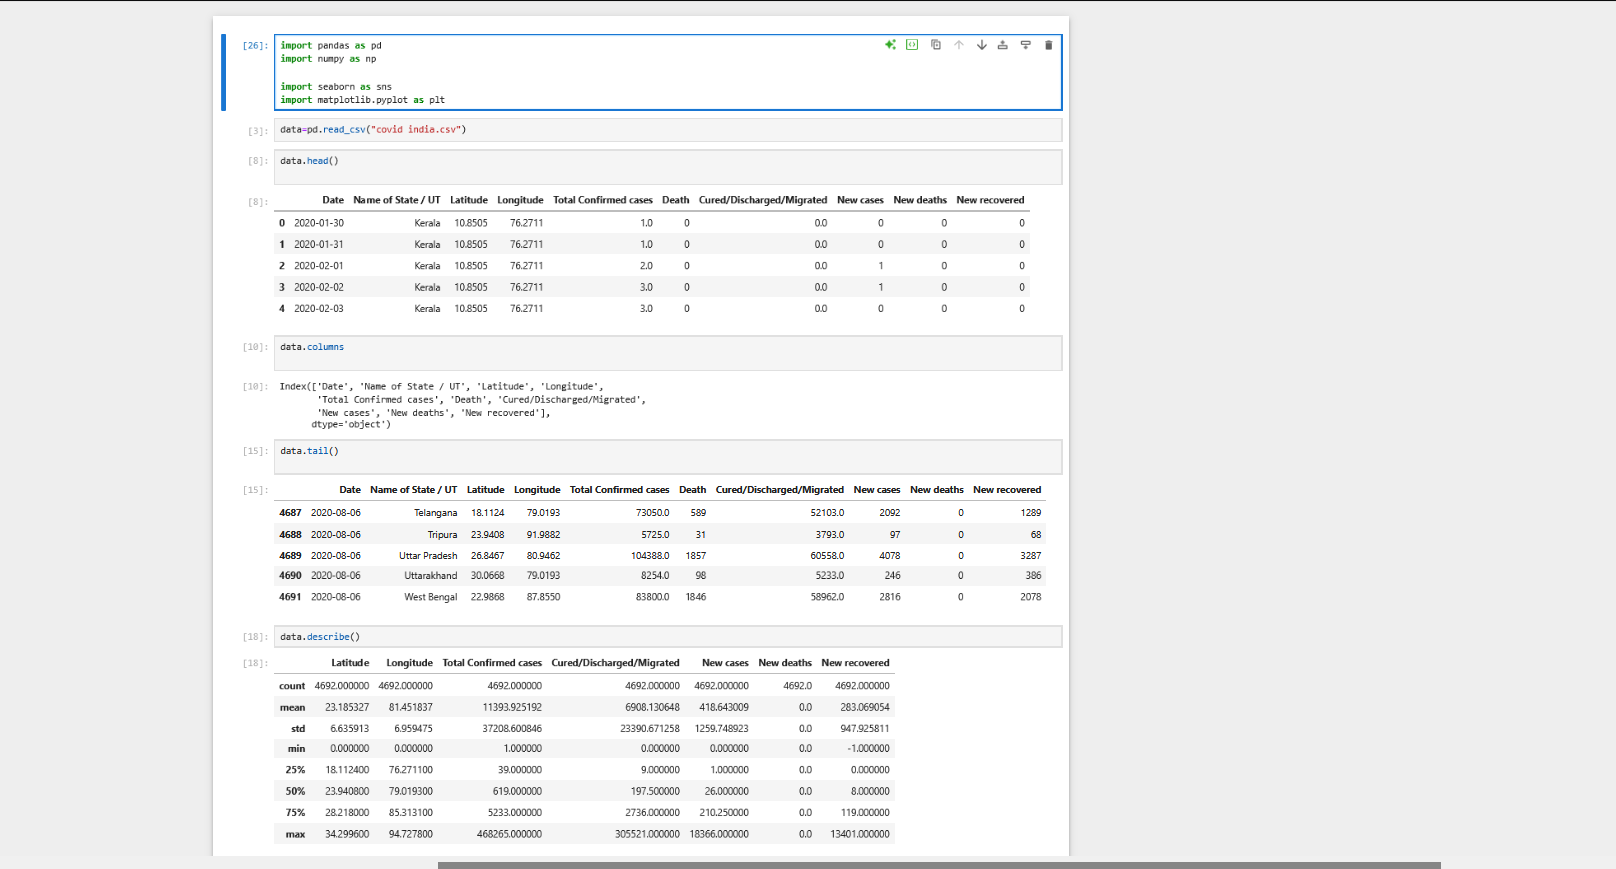 [26]: import pandas as pd
import numpy as np
import seaborn as sns
import matplotlib.pyplot as plt
[3]: data=pd.read_csv("covid india.csv")
[8]: data.head()
[8]: Date Name of State / UT Latitude Longitude Total Confirmed cases Death Cured/Discharged/Migrated New cases New deaths New recovered
0 2020-01-30 Kerala 10.8505 76.2711 1.0 0 0.0 0 0 0
1 2020-01-31 Kerala 10.8505 76.2711 1.0 0 0.0 0 0 0
2 2020-02-01 Kerala 10.8505 76.2711 2.0 0 0.0 1 0 0
3 2020-02-02 Kerala 10.8505 76.2711 3.0 0 0.0 1 0 0
4 2020-02-03 Kerala 10.8505 76.2711 3.0 0 0.0 0 0 0
[10]: data.columns
[10]: Index(['Date', 'Name of State / UT', 'Latitude', 'Longitude',
'Total Confirmed cases', 'Death', 'Cured/Discharged/Migrated',
'New cases', 'New deaths', 'New recovered'],
dtype='object')
[15]: data.tail()
[15]: Date Name of State / UT Latitude Longitude Total Confirmed cases Death Cured/Discharged/Migrated New cases New deaths New recovered
4687 2020-08-06 Telangana 18.1124 79.0193 73050.0 589 52103.0 2092 0 1289
4688 2020-08-06 Tripura 23.9408 91.9882 5725.0 31 3793.0 97 0 68
4689 2020-08-06 Uttar Pradesh 26.8467 80.9462 104388.0 1857 60558.0 4078 0 3287
4690 2020-08-06 Uttarakhand 30.0668 79.0193 8254.0 98 5233.0 246 0 386
4691 2020-08-06 West Bengal 22.9868 87.8550 83800.0 1846 58962.0 2816 0 2078
[18]: data.describe()
[18]: Latitude Longitude Total Confirmed cases Cured/Discharged/Migrated New cases New deaths New recovered
count 4692.000000 4692.000000 4692.000000 4692.000000 4692.000000 4692.0 4692.000000
mean 23.185327 81.451837 11393.925192 6908.130648 418.643009 0.0 283.069054
std 6.635913 6.959475 37208.600846 23390.671258 1259.748923 0.0 947.925811
min 0.000000 0.000000 1.000000 0.000000 0.000000 0.0 -1.000000
25% 18.112400 76.271100 39.000000 9.000000 1.000000 0.0 0.000000
50% 23.940800 79.019300 619.000000 197.500000 26.000000 0.0 8.000000
75% 28.218000 85.313100 5233.000000 2736.000000 210.250000 0.0 119.000000
max 34.299600 94.727800 468265.000000 305521.000000 18366.000000 0.0 13401.000000